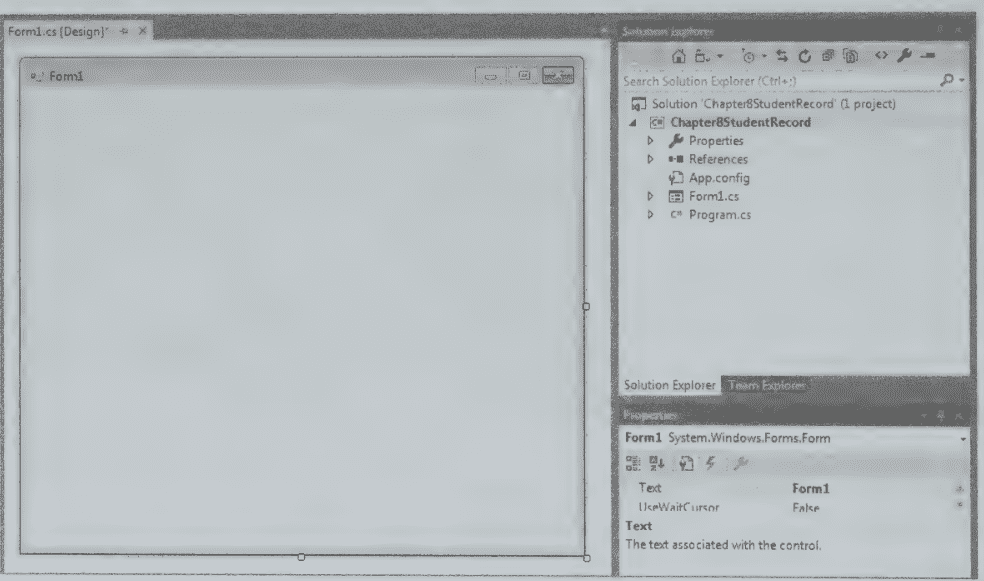 Form1.cs [Design]*
Form1
Solution Explorer
Search Solution Explorer (Ctrl+;)
Solution 'Chapter8StudentRecord' (1 project)
C# Chapter8StudentRecord
Properties
References
App.config
Form1.cs
C# Program.cs
Solution Explorer Team Explorer
Properties
Form1 System.Windows.Forms.Form
Text Form1
UseWaitCursor False
Text
The text associated with the control.